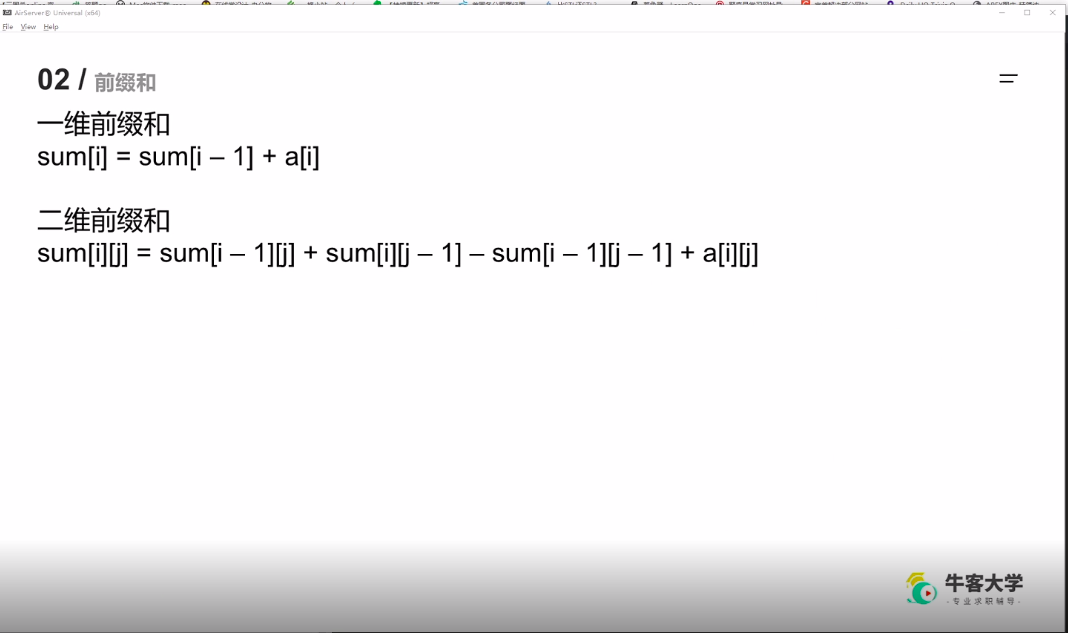 AirServer© Universal (x64)
File View Help
02 / 前缀和
一维前缀和
sum[i] = sum[i – 1] + a[i]
二维前缀和
sum[i][j] = sum[i – 1][j] + sum[i][j – 1] – sum[i – 1][j – 1] + a[i][j]
牛客大学
·专业求职辅导·